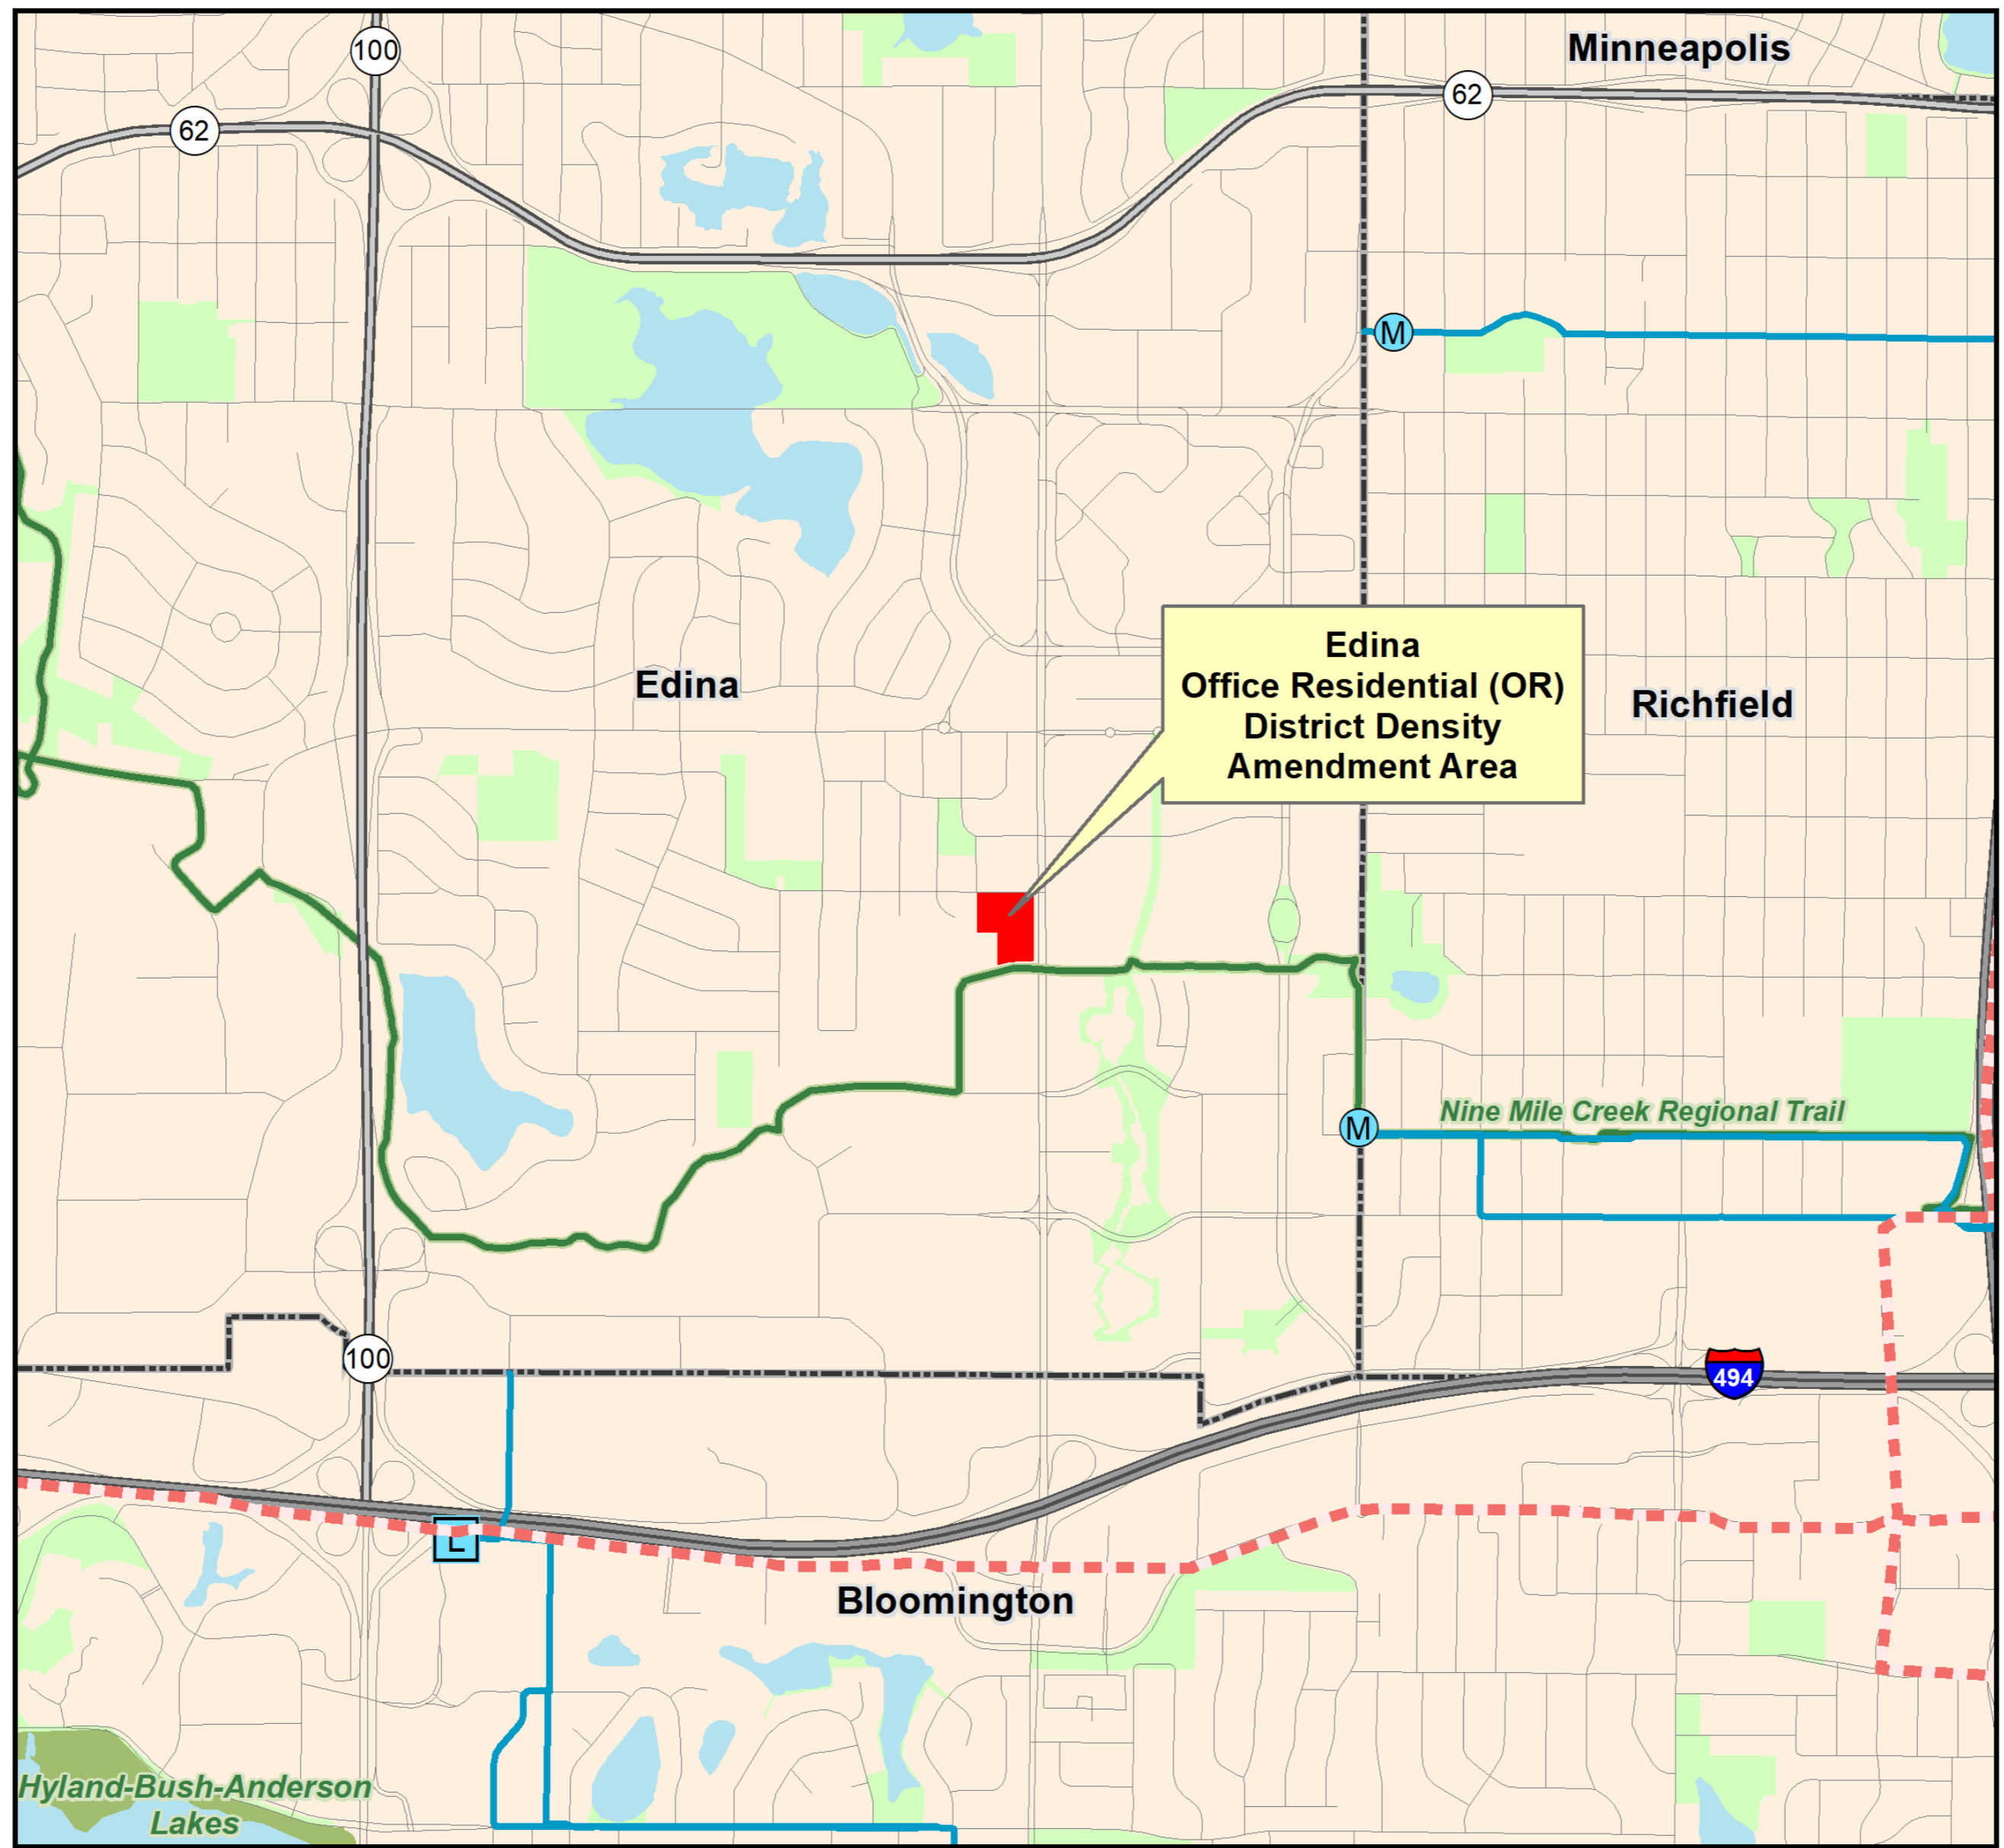 100
Minneapolis
62
62
M
Edina
Edina
Office Residential (OR)
District Density
Amendment Area
Richfield
Nine Mile Creek Regional Trail
M
100
494
L
Bloomington
Hyland-Bush-Anderson
Lakes